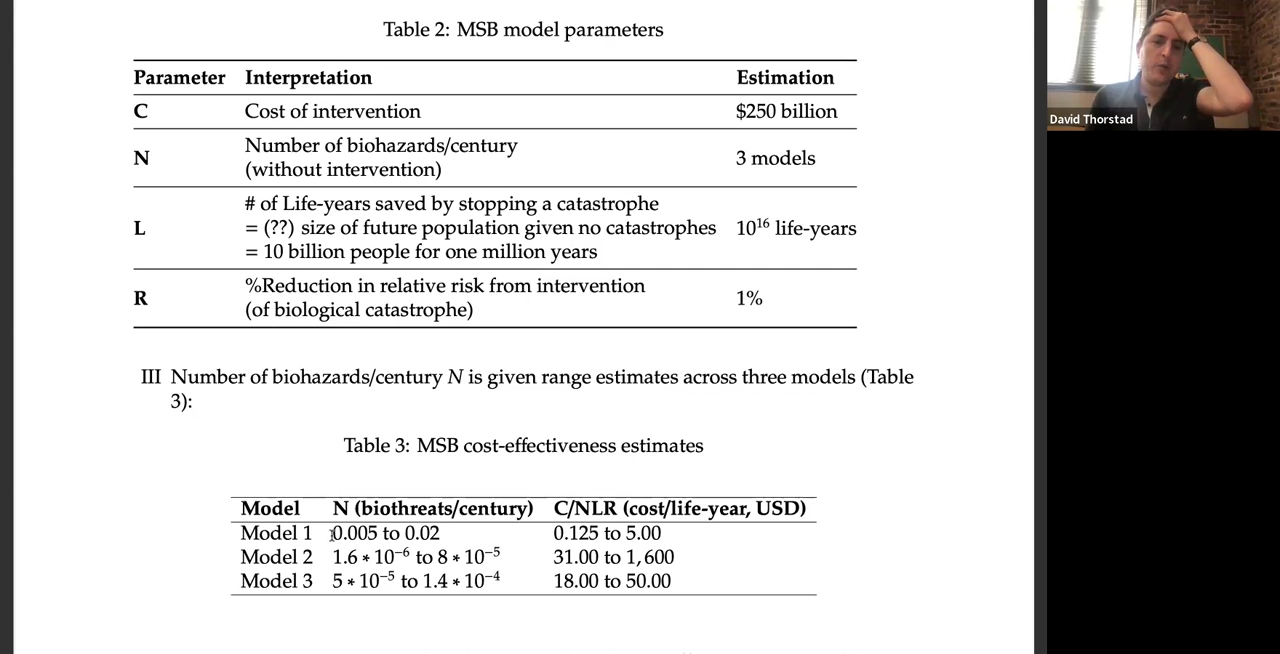 Table 2: MSB model parameters
Parameter Interpretation Estimation
C Cost of intervention $250 billion
N Number of biohazards/century (without intervention) 3 models
L # of Life-years saved by stopping a catastrophe
= (??) size of future population given no catastrophes 10^16 life-years
= 10 billion people for one million years
R %Reduction in relative risk from intervention (of biological catastrophe) 1%
III Number of biohazards/century N is given range estimates across three models (Table
3):
Table 3: MSB cost-effectiveness estimates
Model N (biothreats/century) C/NLR (cost/life-year, USD)
Model 1 0.005 to 0.02 0.125 to 5.00
Model 2 1.6 * 10^−6 to 8 * 10^−5 31.00 to 1,600
Model 3 5 * 10^−5 to 1.4 * 10^−4 18.00 to 50.00
David Thorstad